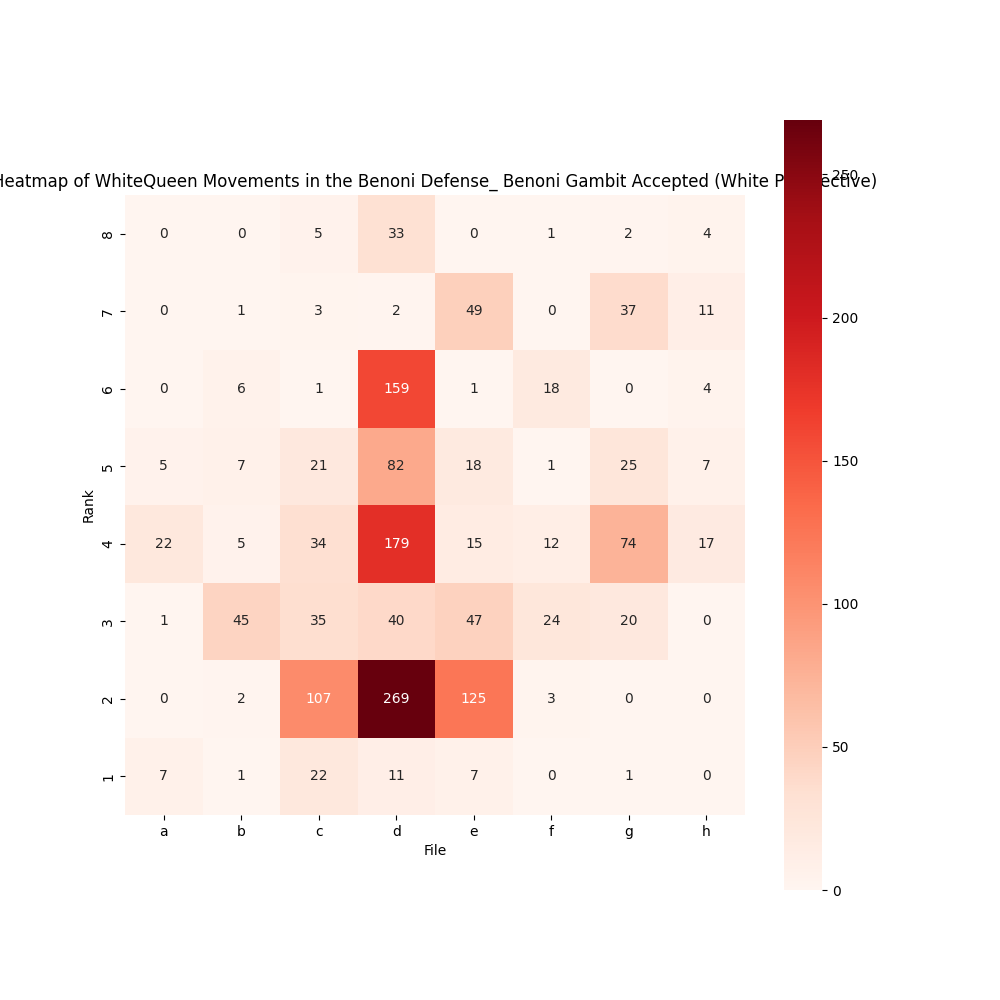 Heatmap of WhiteQueen Movements in the Benoni Defense_ Benoni Gambit Accepted (White Perspective)
250
8 0 0 5 33 0 1 2 4
7 0 1 3 2 49 0 37 11
200
6 0 6 1 159 1 18 0 4
5 5 7 21 82 18 1 25 7
150
Rank
4 22 5 34 179 15 12 74 17
100
3 1 45 35 40 47 24 20 0
2 0 2 107 269 125 3 0 0
50
1 7 1 22 11 7 0 1 0
a b c d e f g h
File
0